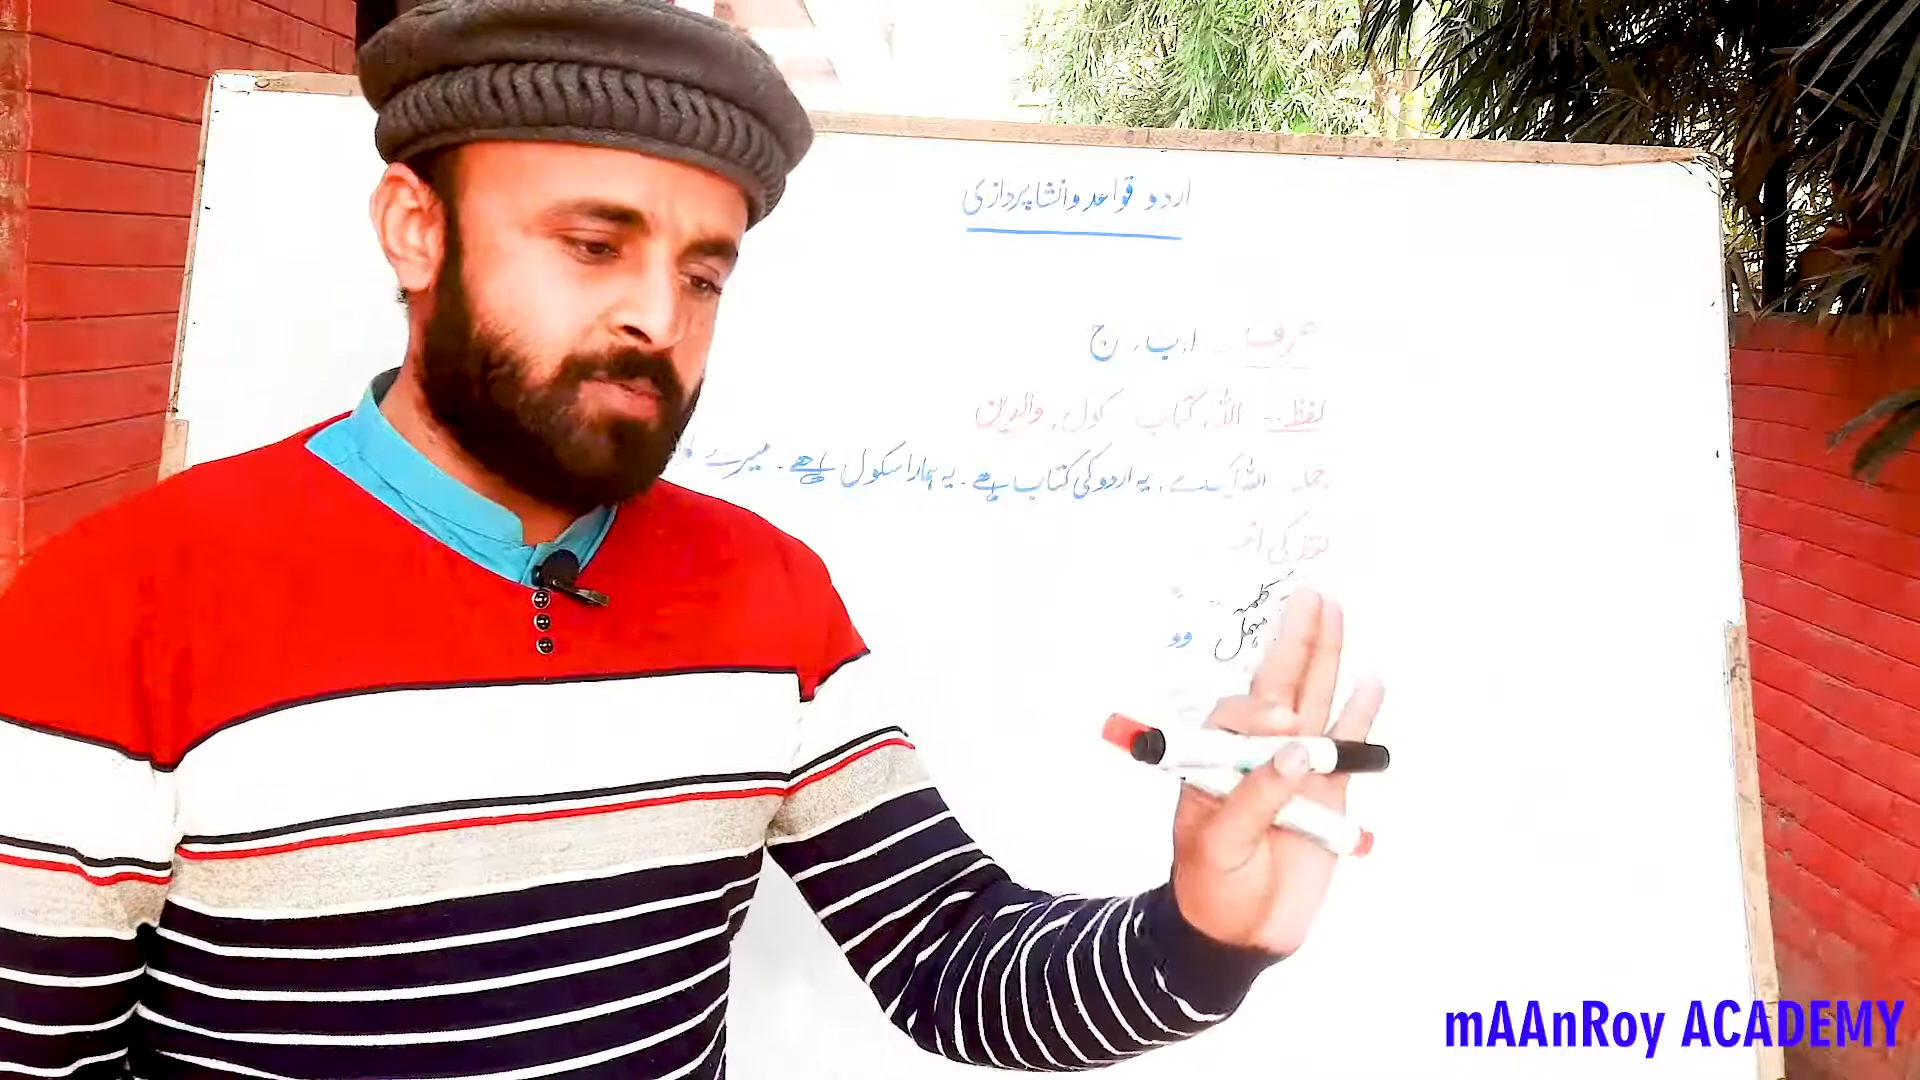 اردو قواعد و انشا پردازی
حرف ا، ب، ج
لفظ :- اللہ، کتاب، سکول، والدین
جملہ اللہ ایک ہے، یہ اردو کی کتاب ہے۔ یہ ہمارا سکول ہے۔ میرے
لفظ کی
کلمہ
مہمل وو
mAAnRoy ACADEMY